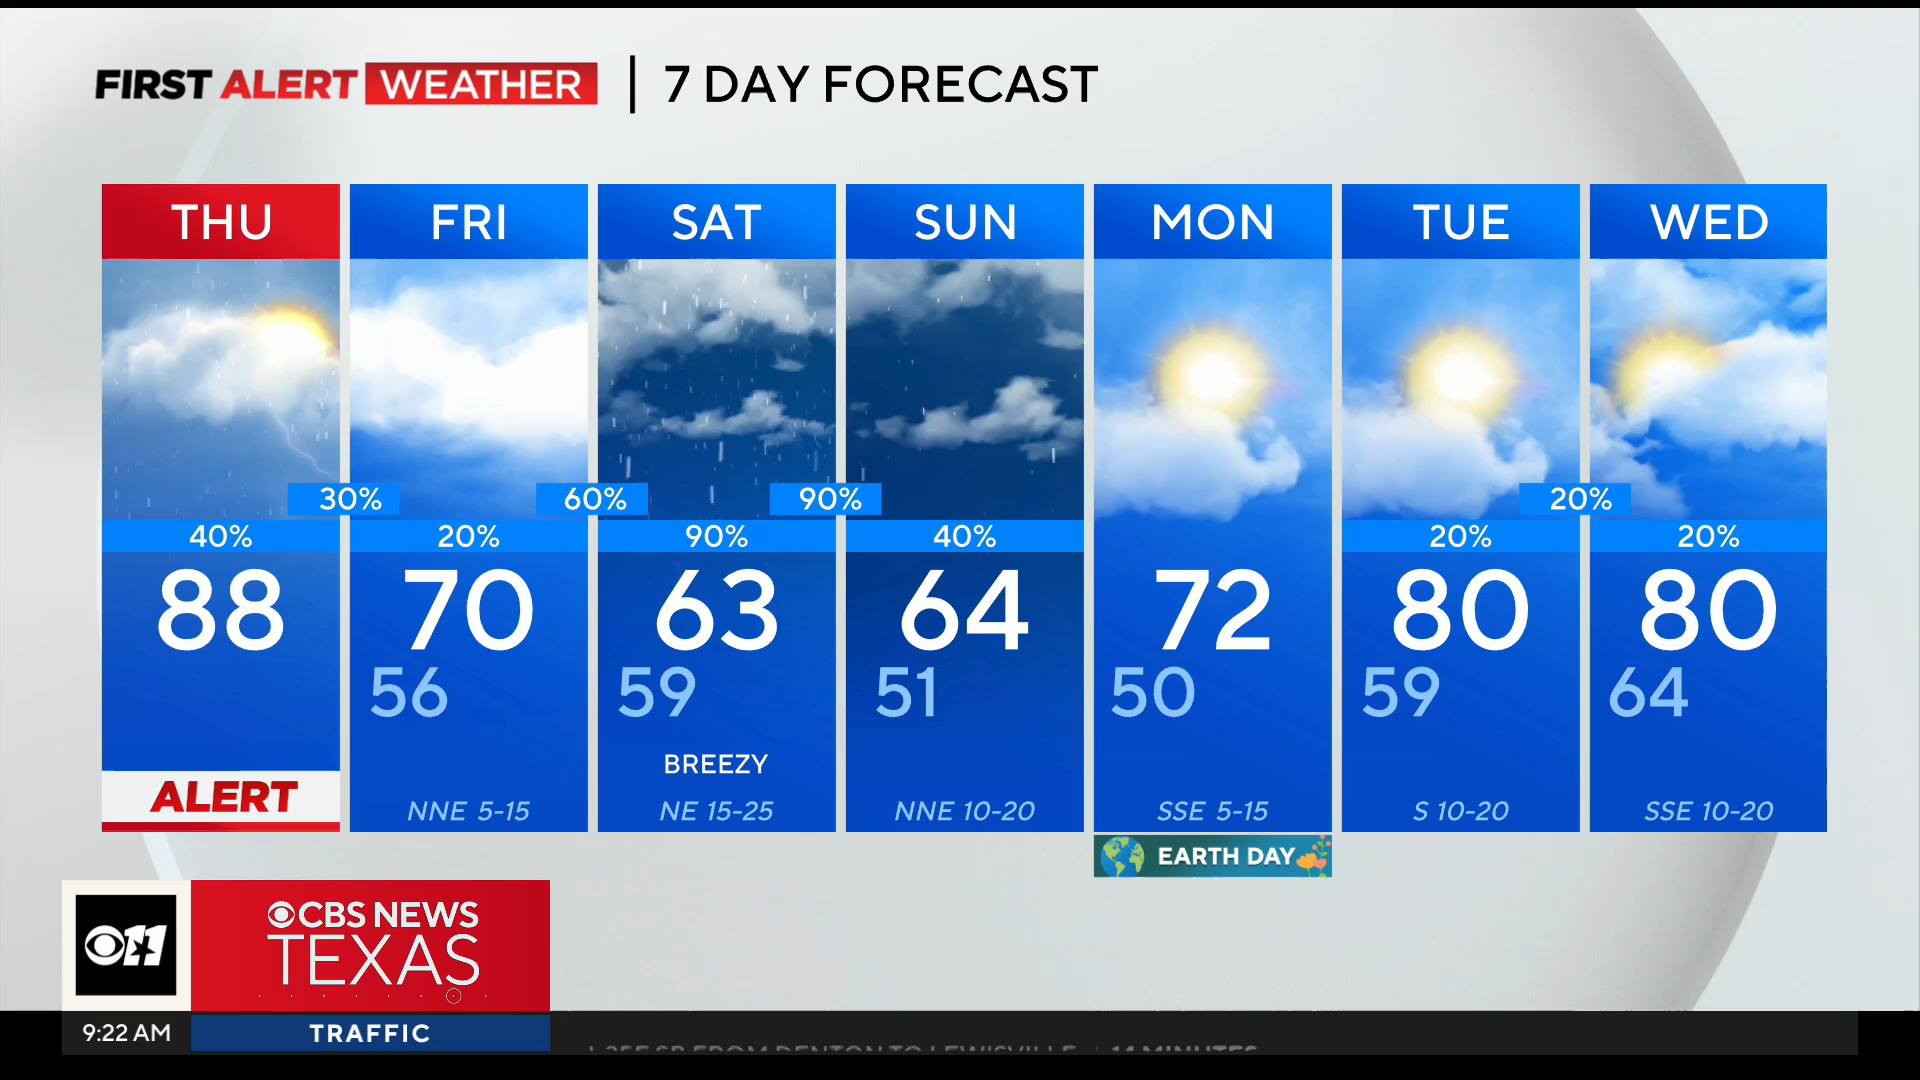 FIRST ALERT WEATHER | 7 DAY FORECAST
THU FRI SAT SUN MON TUE WED
30% 60% 90% 20%
40% 20% 90% 40% 20% 20%
88 70 63 64 72 80 80
56 59 51 50 59 64
BREEZY
ALERT
NNE 5-15 NE 15-25 NNE 10-20 SSE 5-15 S 10-20 SSE 10-20
EARTH DAY
CBS NEWS
TEXAS
11
9:22 AM TRAFFIC